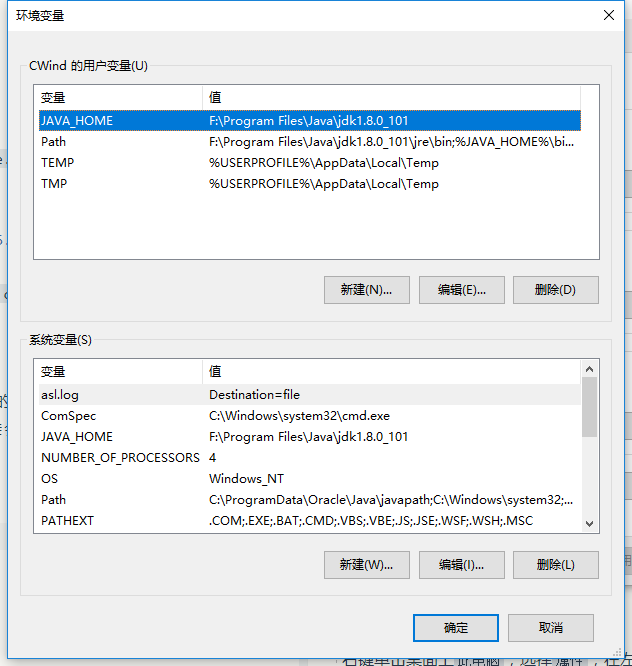 环境变量
CWind 的用户变量(U)
变量 值
JAVA_HOME F:\Program Files\Java\jdk1.8.0_101
Path F:\Program Files\Java\jdk1.8.0_101\jre\bin;%JAVA_HOME%\bi...
TEMP %USERPROFILE%\AppData\Local\Temp
TMP %USERPROFILE%\AppData\Local\Temp
新建(N)... 编辑(E)... 删除(D)
系统变量(S)
变量 值
asl.log Destination=file
ComSpec C:\Windows\system32\cmd.exe
JAVA_HOME F:\Program Files\Java\jdk1.8.0_101
NUMBER_OF_PROCESSORS 4
OS Windows_NT
Path C:\ProgramData\Oracle\Java\javapath;C:\Windows\system32;...
PATHEXT .COM;.EXE;.BAT;.CMD;.VBS;.VBE;.JS;.JSE;.WSF;.WSH;.MSC
新建(W)... 编辑(I)... 删除(L)
确定 取消